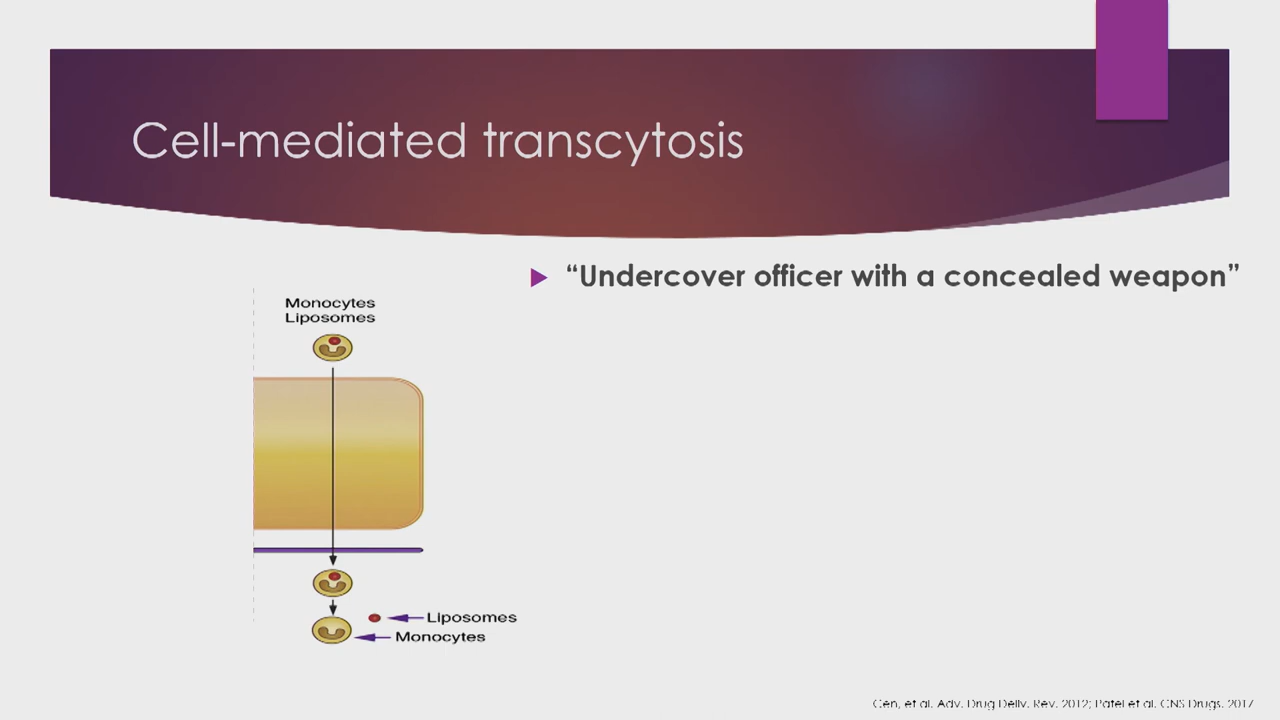 Cell-mediated transcytosis
“Undercover officer with a concealed weapon”
Monocytes
Liposomes
Liposomes
Monocytes
Cen, et al. Adv. Drug Deliv. Rev. 2012; Patel et al. CNS Drugs. 2017